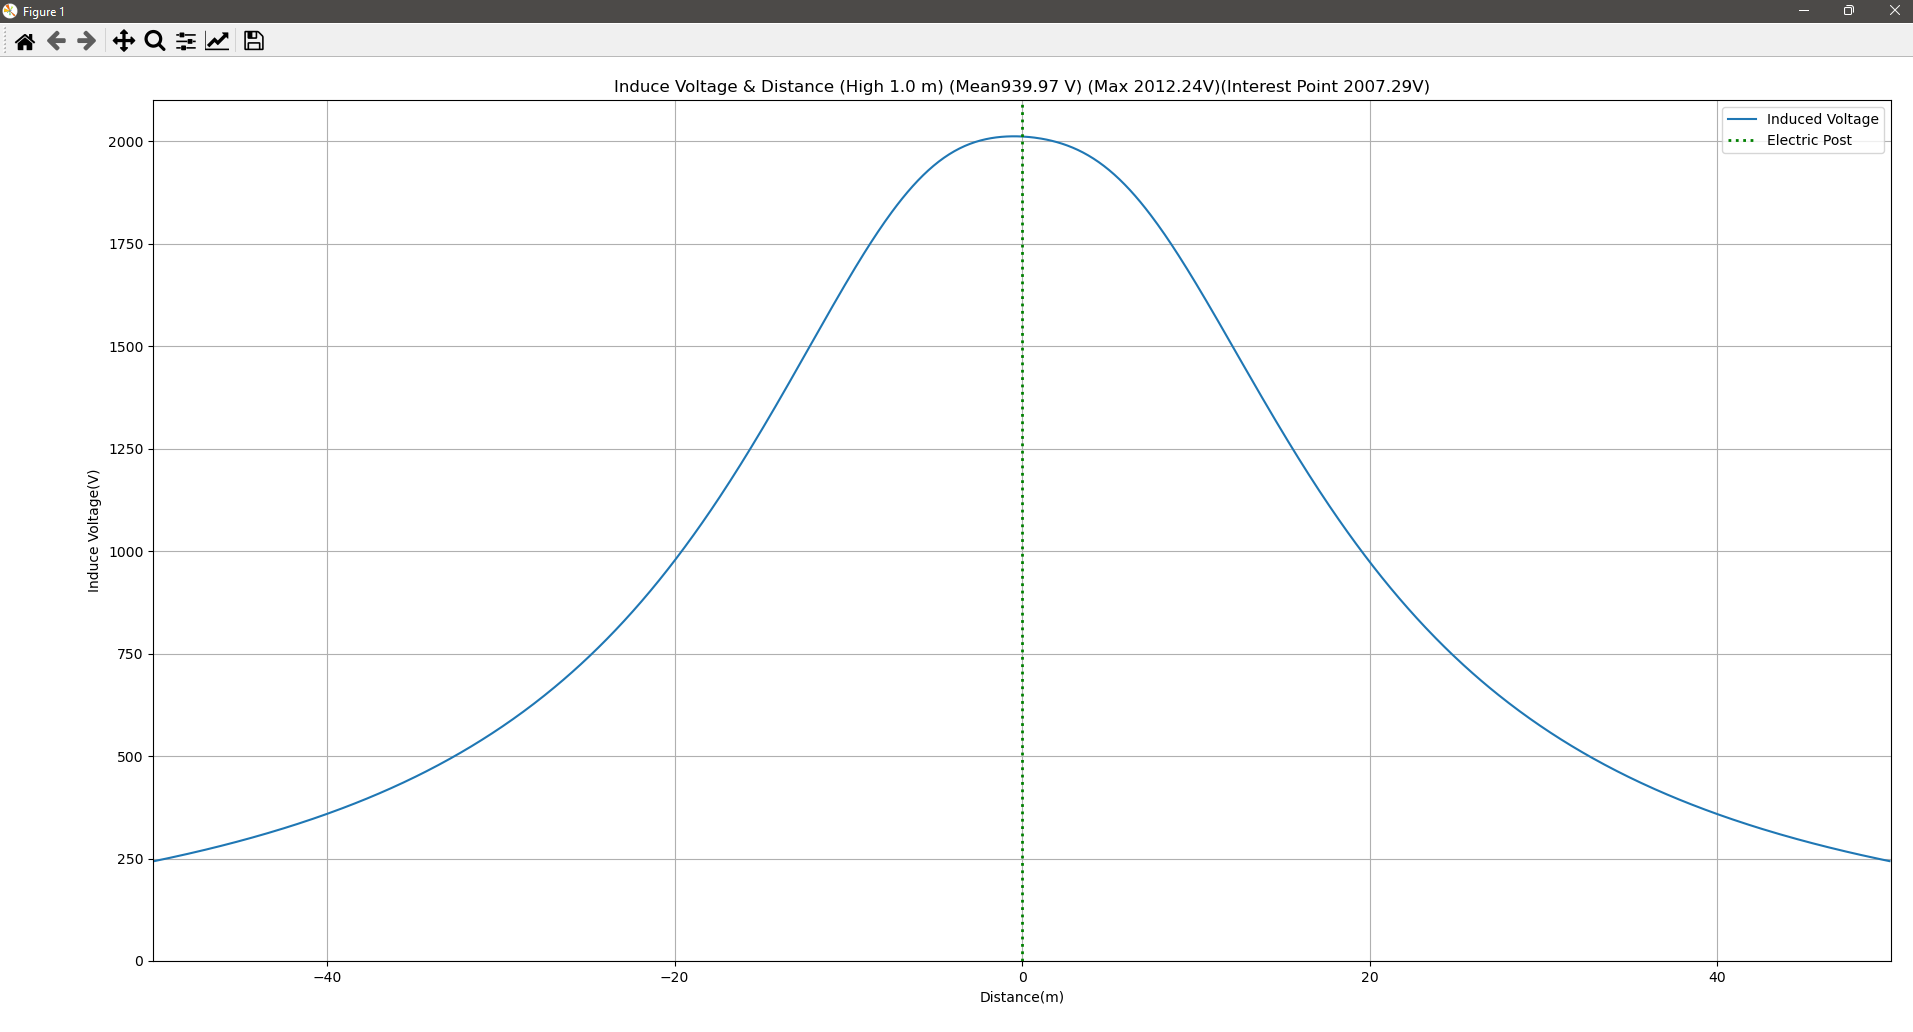 Figure 1
Induce Voltage & Distance (High 1.0 m) (Mean939.97 V) (Max 2012.24V)(Interest Point 2007.29V)
Induced Voltage
Electric Post
Induce Voltage(V)
2000
1750
1500
1250
1000
750
500
250
0
−40
−20
0
20
40
Distance(m)